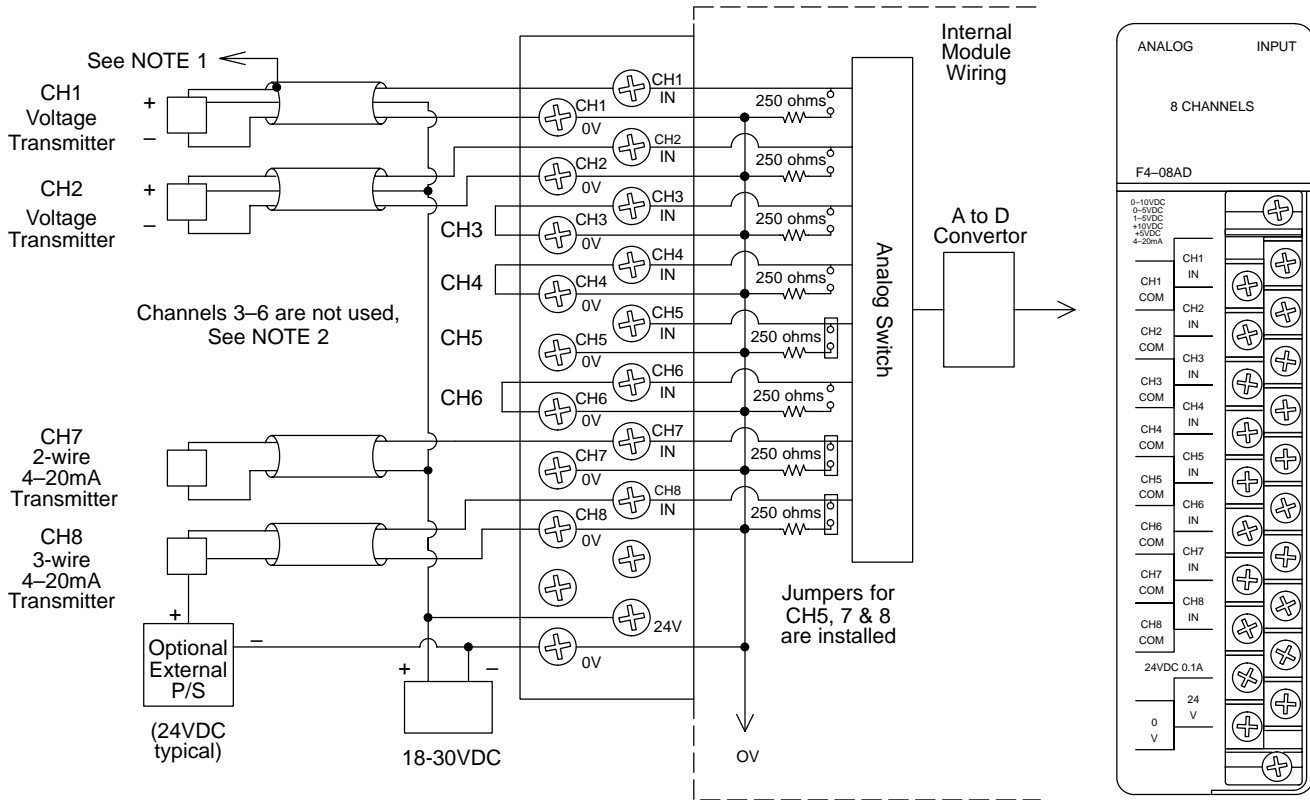 See NOTE 1
CH1
Voltage
Transmitter
+
–
CH2
Voltage
Transmitter
+
–
Channels 3–6 are not used,
See NOTE 2
CH3
CH4
CH5
CH6
CH7
2-wire
4–20mA
Transmitter
CH8
3-wire
4–20mA
Transmitter
+
Optional
External
P/S
–
(24VDC
typical)
+
–
18-30VDC
CH1
IN
CH1
0V
CH2
IN
CH2
0V
CH3
IN
CH3
0V
CH4
IN
CH4
0V
CH5
IN
CH5
0V
CH6
IN
CH6
0V
CH7
IN
CH7
0V
CH8
IN
CH8
0V
24V
0V
Internal
Module
Wiring
250 ohms
250 ohms
250 ohms
250 ohms
250 ohms
250 ohms
250 ohms
250 ohms
Analog Switch
A to D
Convertor
Jumpers for
CH5, 7 & 8
are installed
OV
ANALOG INPUT
8 CHANNELS
F4–08AD
0–10VDC
0–5VDC
1–5VDC
+10VDC
+5VDC
4–20mA
CH1
IN
CH1
COM
CH2
IN
CH2
COM
CH3
IN
CH3
COM
CH4
IN
CH4
COM
CH5
IN
CH5
COM
CH6
IN
CH6
COM
CH7
IN
CH7
COM
CH8
IN
CH8
COM
24VDC 0.1A
24
V
0
V